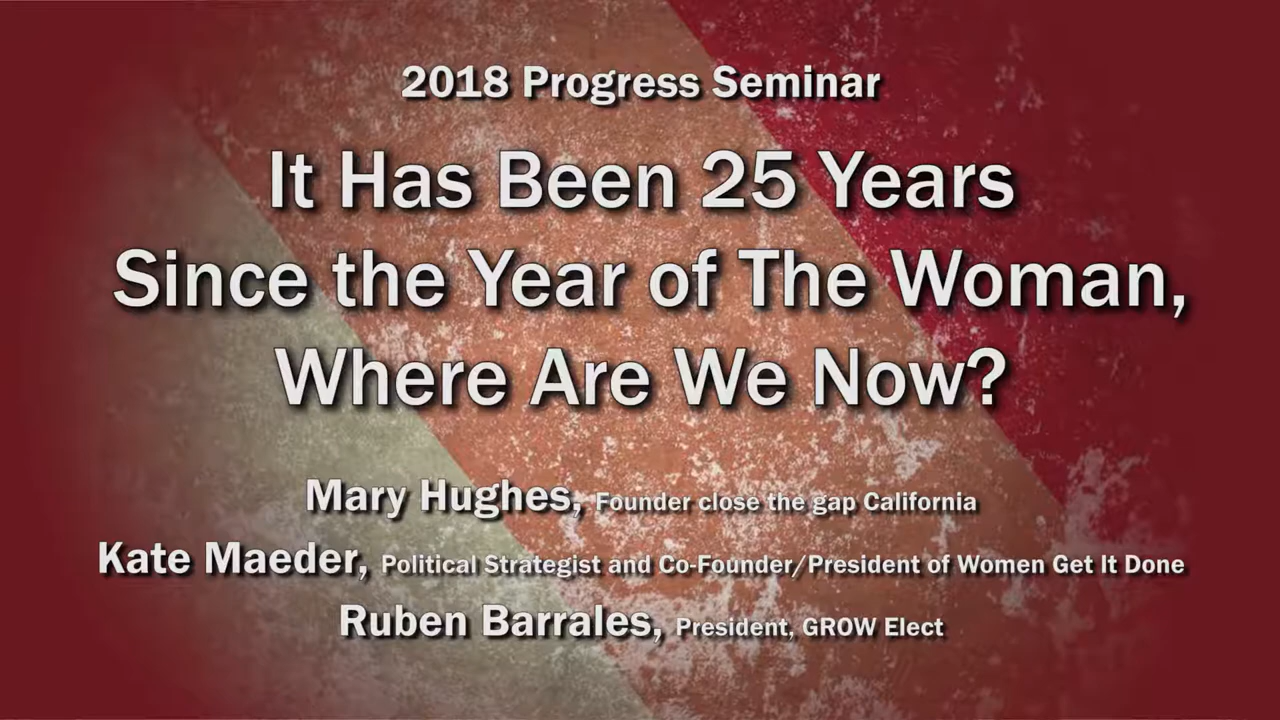 2018 Progress Seminar
It Has Been 25 Years
Since the Year of The Woman,
Where Are We Now?
Mary Hughes, Founder close the gap California
Kate Maeder, Political Strategist and Co-Founder/President of Women Get It Done
Ruben Barrales, President, GROW Elect